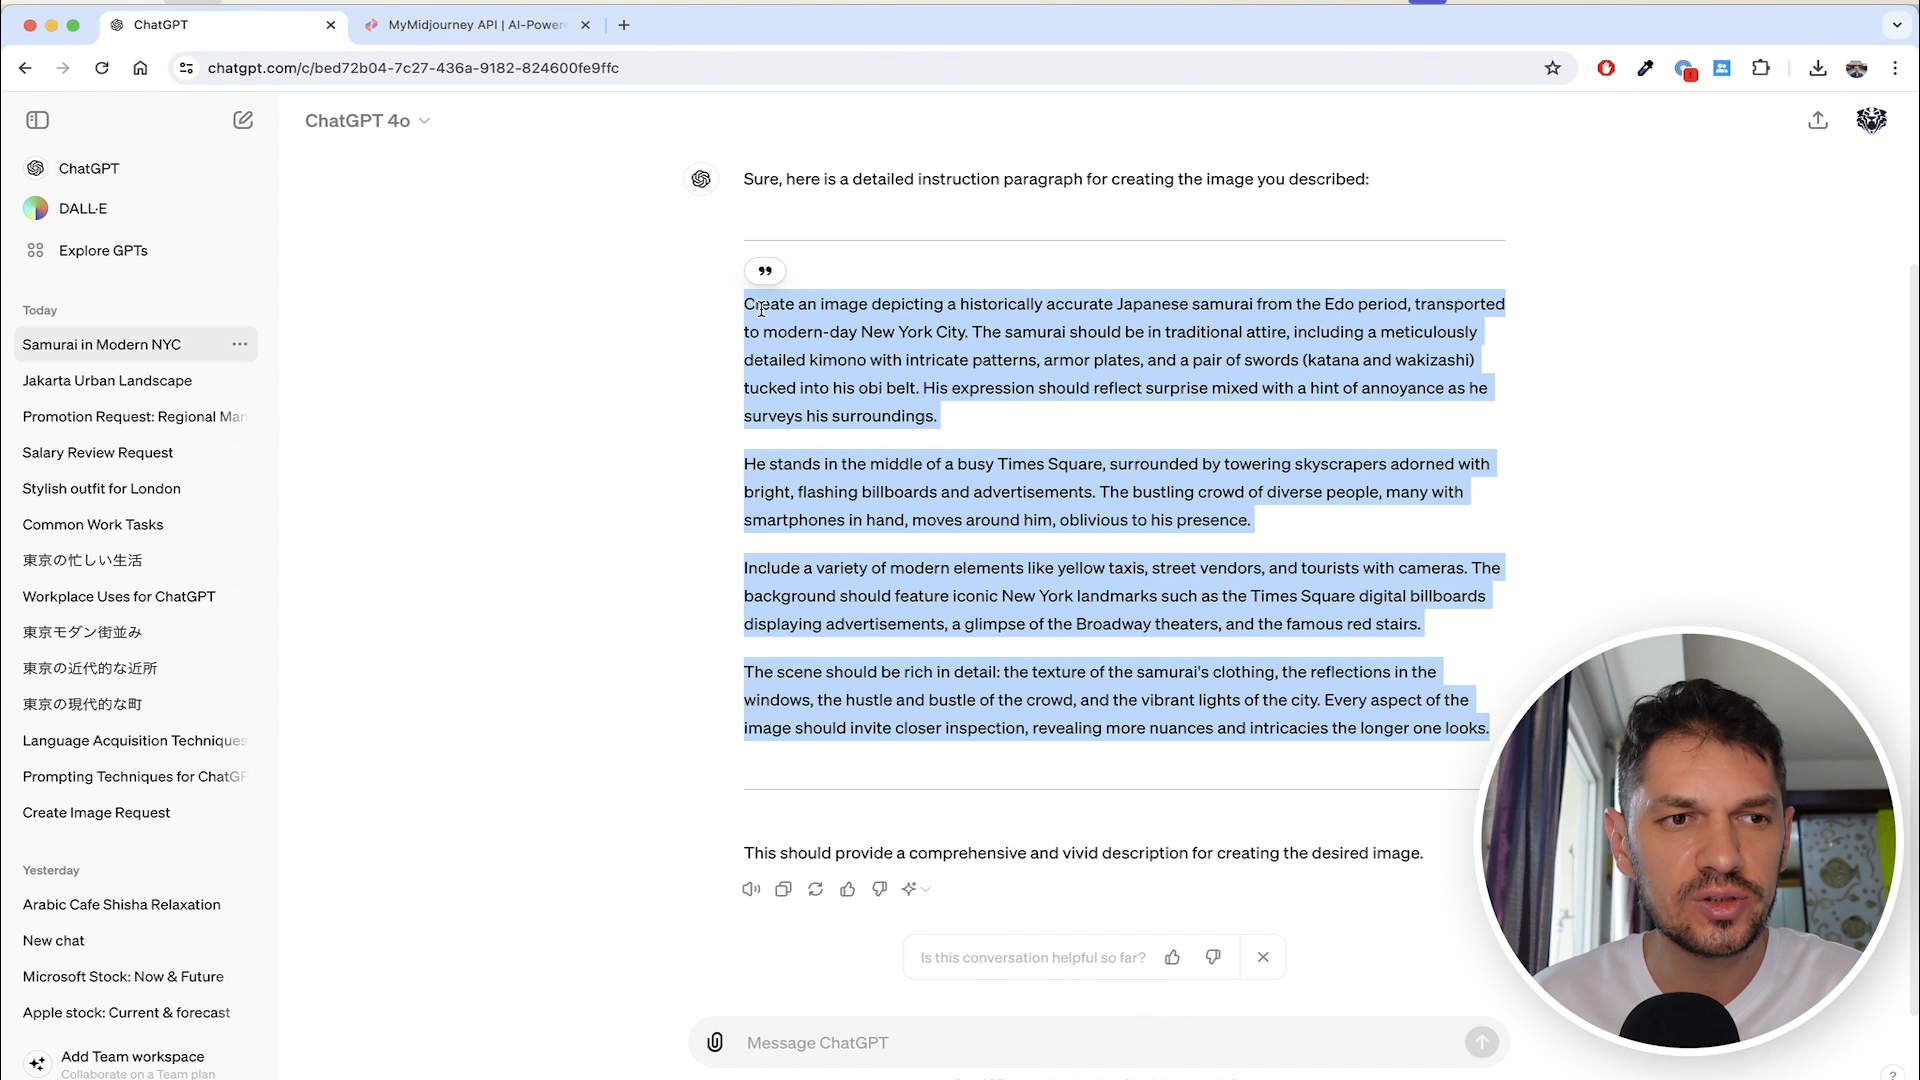 ChatGPT
MyMidjourney API | AI-Power
chatgpt.com/c/bed72b04-7c27-436a-9182-824600fe9ffc
ChatGPT 4o
ChatGPT
DALL·E
Explore GPTs
Today
Samurai in Modern NYC
Jakarta Urban Landscape
Promotion Request: Regional Man
Salary Review Request
Stylish outfit for London
Common Work Tasks
東京の忙しい生活
Workplace Uses for ChatGPT
東京モダン街並み
東京の近代的な近所
東京の現代的な町
Language Acquisition Techniques
Prompting Techniques for ChatGP
Create Image Request
Yesterday
Arabic Cafe Shisha Relaxation
New chat
Microsoft Stock: Now & Future
Apple stock: Current & forecast
Add Team workspace
Collaborate on a Team plan
Sure, here is a detailed instruction paragraph for creating the image you described:
Create an image depicting a historically accurate Japanese samurai from the Edo period, transported
to modern-day New York City. The samurai should be in traditional attire, including a meticulously
detailed kimono with intricate patterns, armor plates, and a pair of swords (katana and wakizashi)
tucked into his obi belt. His expression should reflect surprise mixed with a hint of annoyance as he
surveys his surroundings.
He stands in the middle of a busy Times Square, surrounded by towering skyscrapers adorned with
bright, flashing billboards and advertisements. The bustling crowd of diverse people, many with
smartphones in hand, moves around him, oblivious to his presence.
Include a variety of modern elements like yellow taxis, street vendors, and tourists with cameras. The
background should feature iconic New York landmarks such as the Times Square digital billboards
displaying advertisements, a glimpse of the Broadway theaters, and the famous red stairs.
The scene should be rich in detail: the texture of the samurai's clothing, the reflections in the
windows, the hustle and bustle of the crowd, and the vibrant lights of the city. Every aspect of the
image should invite closer inspection, revealing more nuances and intricacies the longer one looks.
This should provide a comprehensive and vivid description for creating the desired image.
Is this conversation helpful so far?
Message ChatGPT
?